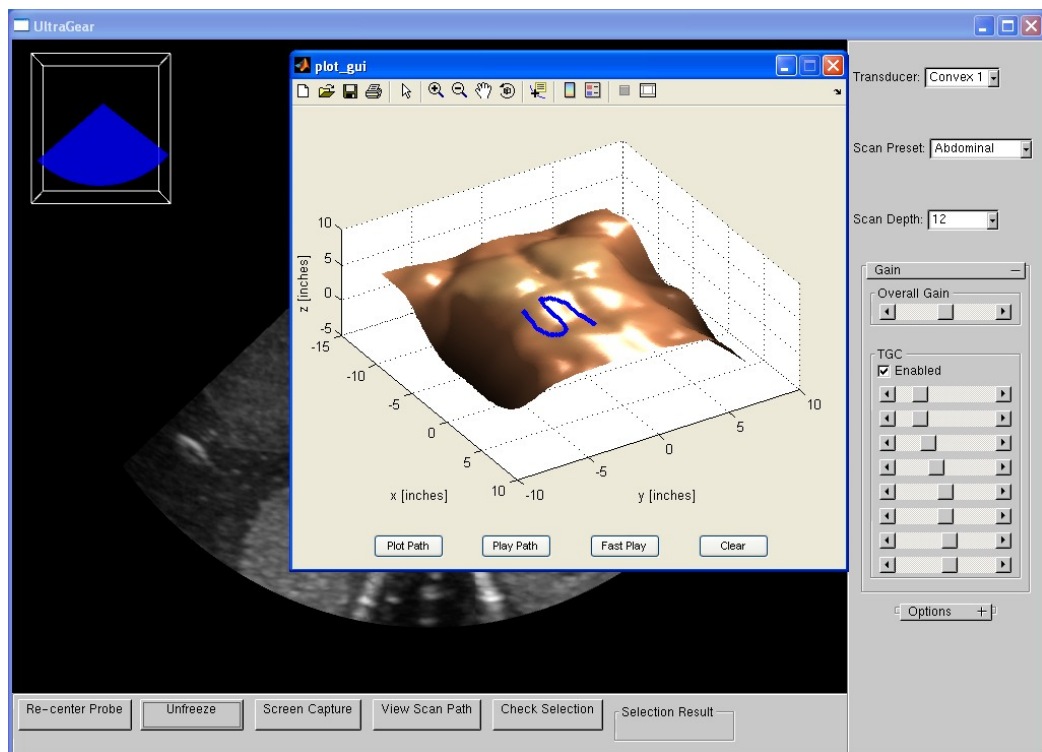 UltraGear
plot_gui
Transducer: Convex 1
Scan Preset: Abdominal
Scan Depth: 12
Gain
Overall Gain
TGC
Enabled
Options
z [inches]
10
5
0
-5
-15
-10
-5
0
5
10
x [inches]
-10
-5
0
5
10
y [inches]
Plot Path Play Path Fast Play Clear
Re-center Probe Unfreeze Screen Capture View Scan Path Check Selection Selection Result